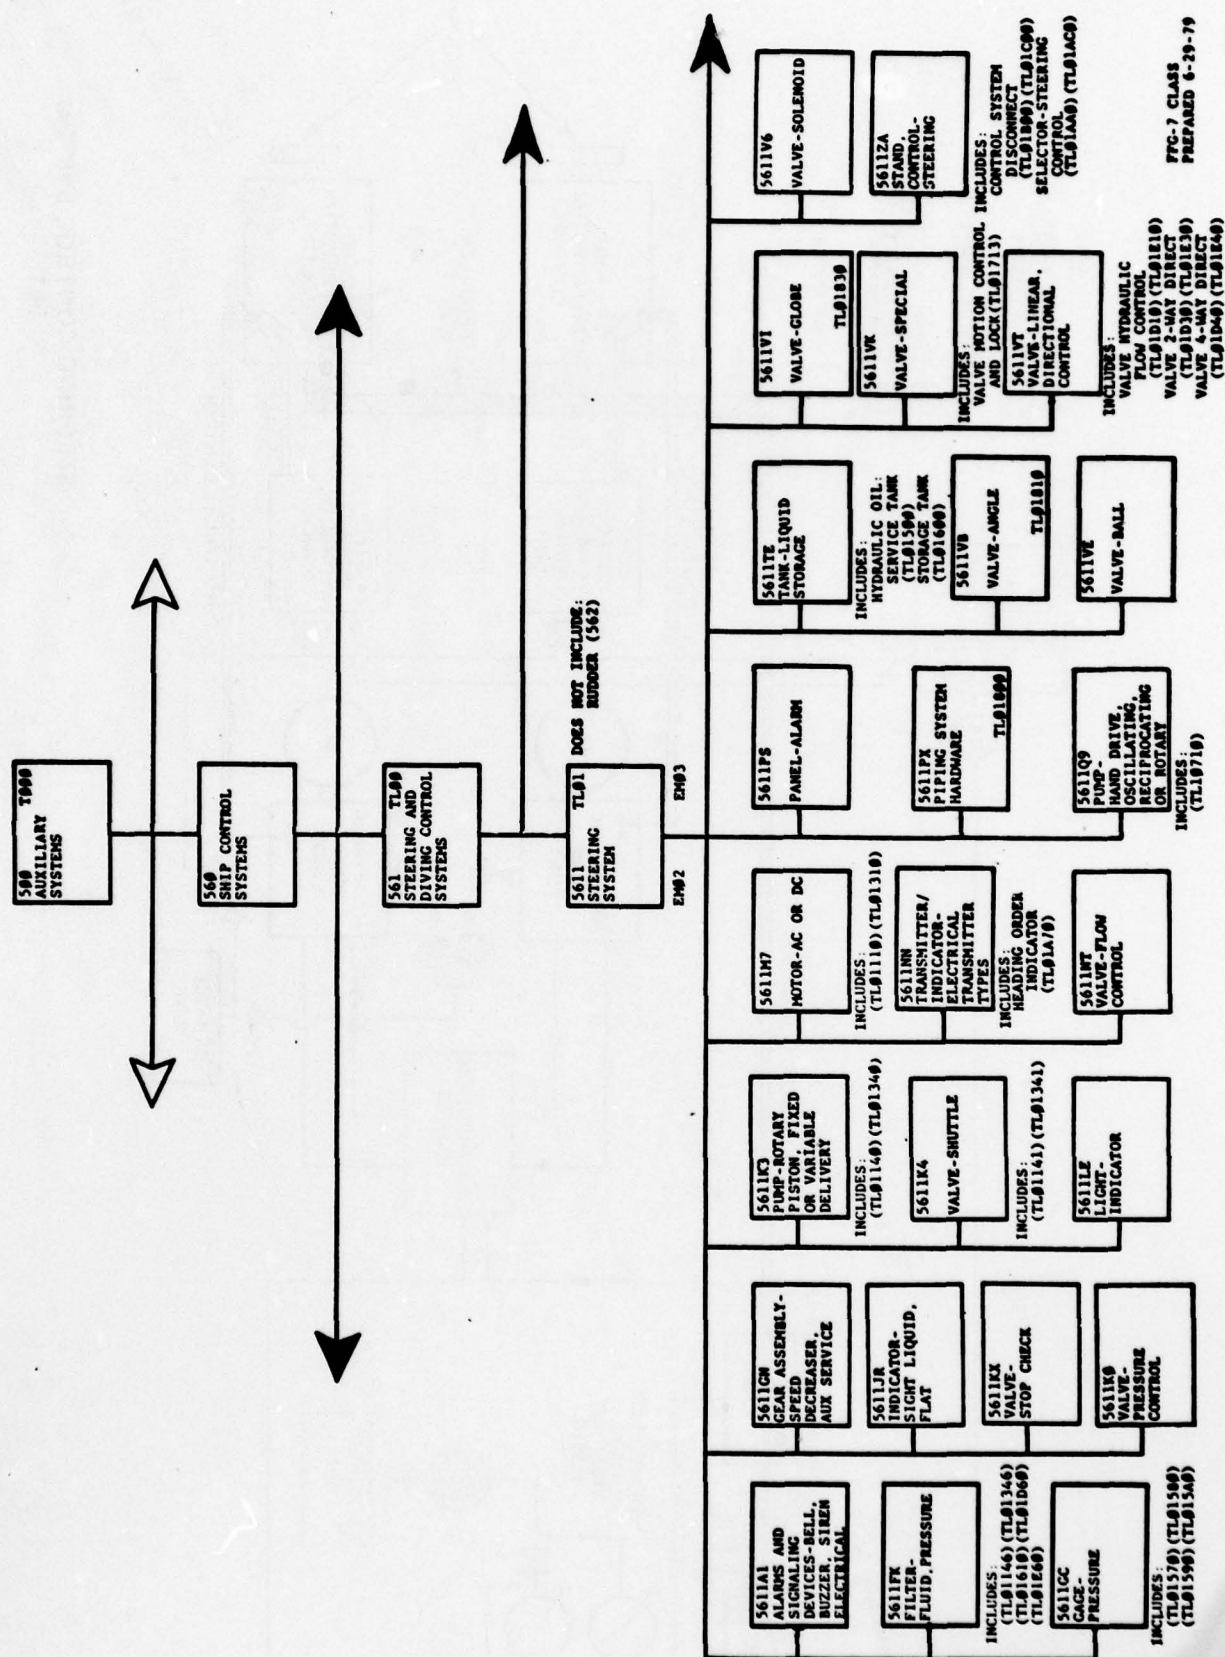 500 T000
AUXILIARY
SYSTEMS
560
SHIP CONTROL
SYSTEMS
561 TL00
STEERING AND
DIVING CONTROL
SYSTEMS
5611 TL01
STEERING
SYSTEM
DOES NOT INCLUDE:
RUDDER (562)
EM02
EM03
5611A1
ALARMS AND
SIGNALING
DEVICES-BELL,
BUZZER, SIREN
ELECTRICAL
5611FK
FILTER-
FLUID,PRESSURE
INCLUDES:
(TL01146)(TL01346)
(TL01610)(TL01D60)
(TL01E60)
5611GC
GAGE-
PRESSURE
INCLUDES:
(TL01570)(TL01580)
(TL01590)(TL015A0)
5611GN
GEAR ASSEMBLY-
SPEED
DECREASER,
AUX SERVICE
5611JR
INDICATOR-
SIGHT LIQUID,
FLAT
5611KX
VALVE-
STOP CHECK
5611K0
VALVE-
PRESSURE
CONTROL
5611K3
PUMP-ROTARY
PISTON, FIXED
OR VARIABLE
DELIVERY
INCLUDES:
(TL01140)(TL01340)
5611K4
VALVE-SHUTTLE
INCLUDES:
(TL01141)(TL01341)
5611LE
LIGHT-
INDICATOR
5611M7
MOTOR-AC OR DC
INCLUDES:
(TL01110)(TL01310)
5611NN
TRANSMITTER/
INDICATOR-
ELECTRICAL
TRANSMITTER
TYPES
INCLUDES:
HEADING ORDER
INDICATOR
(TL01A/0)
5611NT
VALVE-FLOW
CONTROL
5611PS
PANEL-ALARM
5611PX
PIPING SYSTEM
HARDWARE
TL01800
5611Q9
PUMP-
HAND DRIVE,
OSCILLATING,
RECIPROCATING
OR ROTARY
INCLUDES:
(TL10710)
5611TE
TANK-LIQUID
STORAGE
INCLUDES:
HYDRAULIC OIL:
SERVICE TANK
(TL01500)
STORAGE TANK
(TL01600)
5611VB
VALVE-ANGLE
TL01810
5611VE
VALVE-BALL
5611VI
VALVE-GLOBE
TL01830
5611VK
VALVE-SPECIAL
INCLUDES:
VALVE MOTION CONTROL
AND LOCK(TL01713)
5611VT
VALVE-LINEAR,
DIRECTIONAL
CONTROL
INCLUDES:
VALVE HYDRAULIC
FLOW CONTROL
(TL01D10)(TL01E10)
VALVE 2-WAY DIRECT
(TL01D30)(TL01E30)
VALVE 4-WAY DIRECT
(TL01D40)(TL01E40)
5611V6
VALVE-SOLENOID
5611ZA
STAND,
CONTROL-
STEERING
INCLUDES:
CONTROL SYSTEM
DISCONNECT
(TL01B00)(TL01C00)
SELECTOR-STEERING
CONTROL
(TL01AA0)(TL01AC0)
FFG-7 CLASS
PREPARED 6-29-79